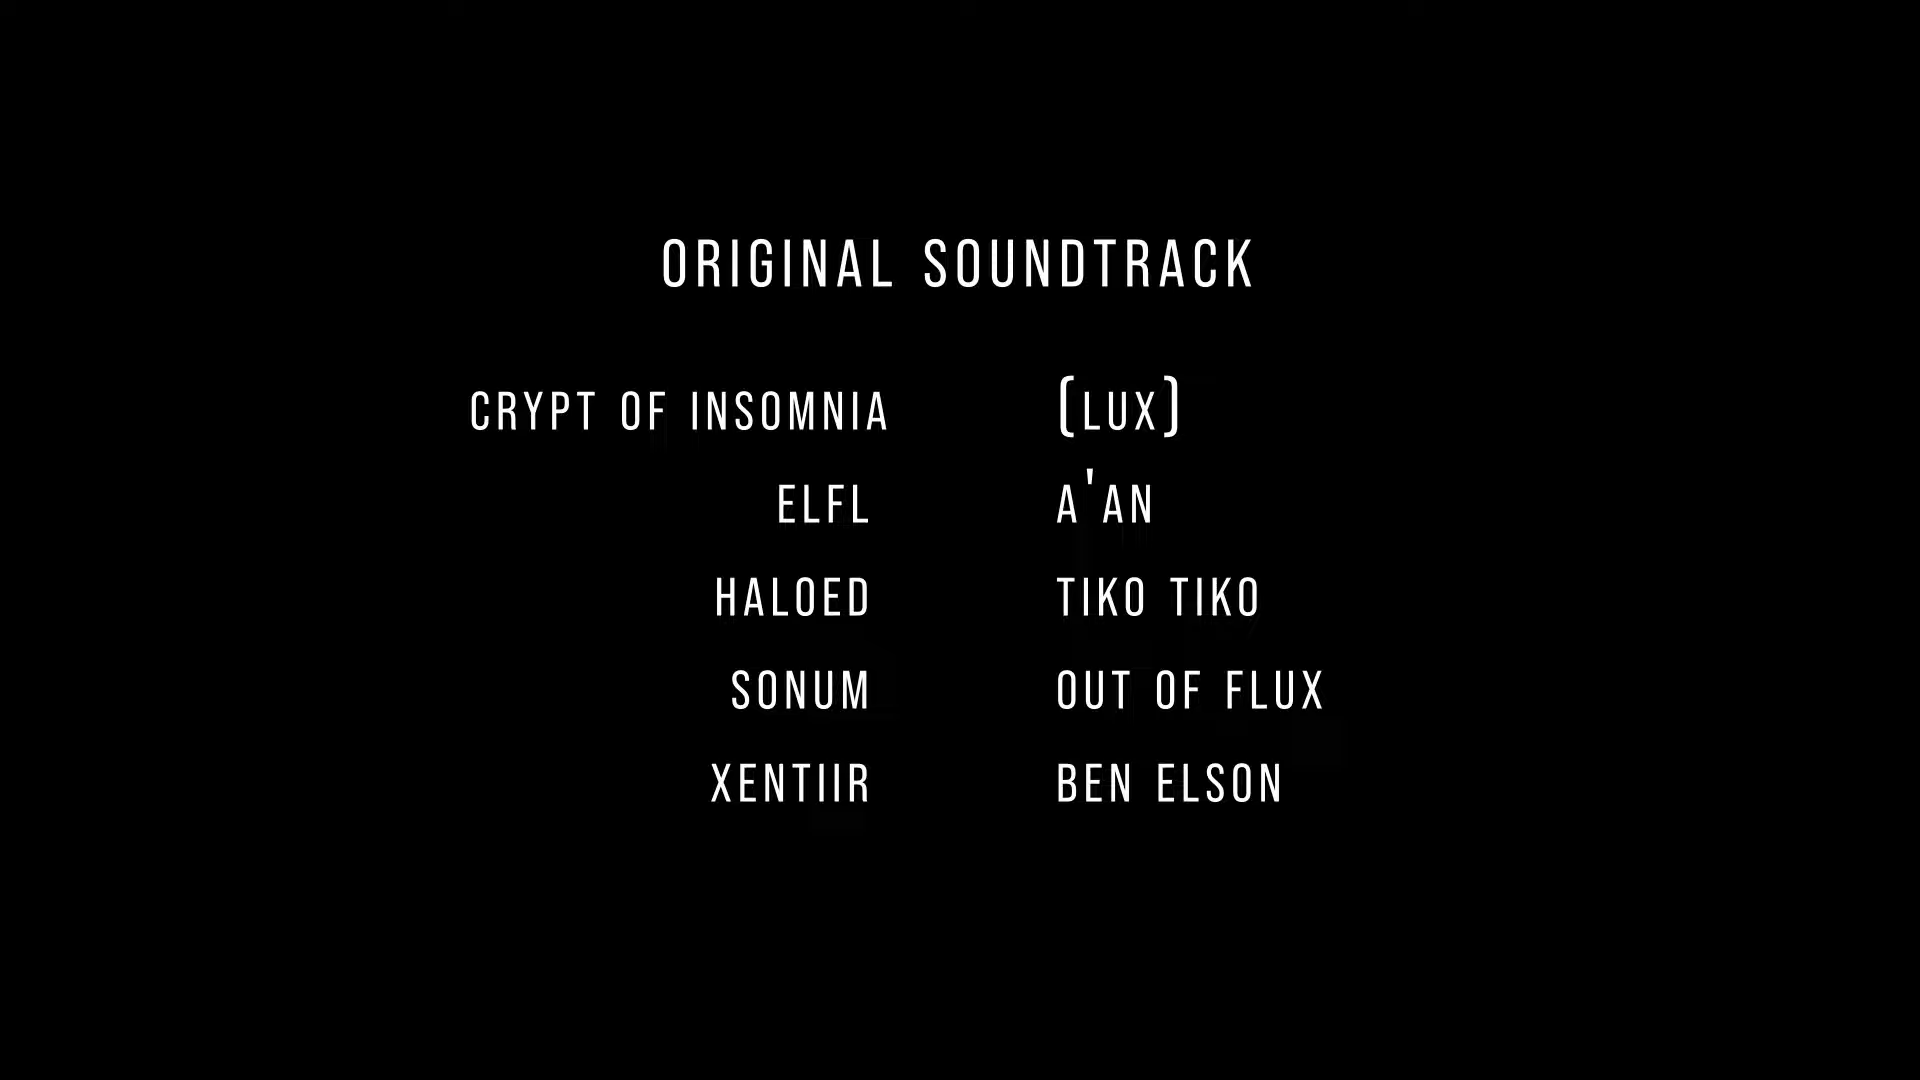 ORIGINAL SOUNDTRACK
CRYPT OF INSOMNIA (LUX)
ELFL A'AN
HALOED TIKO TIKO
SONUM OUT OF FLUX
XENTIIR BEN ELSON